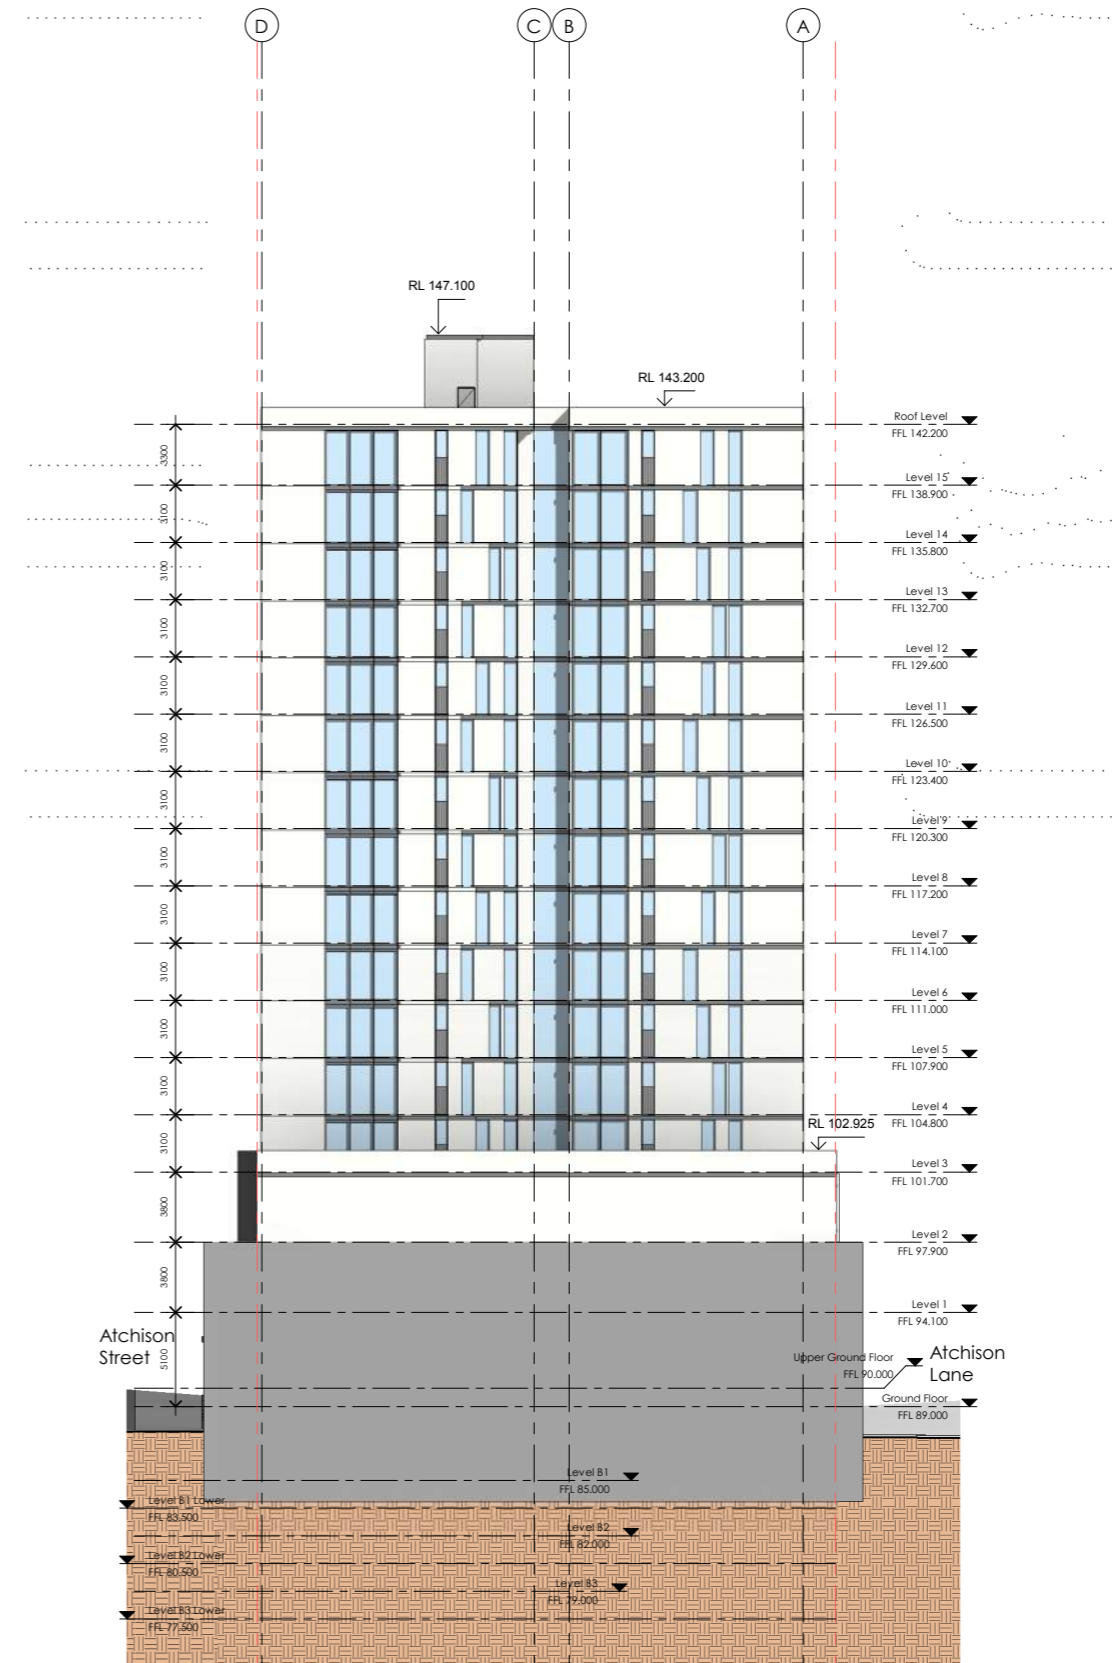 D
C
B
A
RL 147.100
RL 143.200
Roof Level
FFL 142.200
3300
Level 15
FFL 138.900
3100
Level 14
FFL 135.800
3100
Level 13
FFL 132.700
3100
Level 12
FFL 129.600
3100
Level 11
FFL 126.500
3100
Level 10
FFL 123.400
3100
Level 9
FFL 120.300
3100
Level 8
FFL 117.200
3100
Level 7
FFL 114.100
3100
Level 6
FFL 111.000
3100
Level 5
FFL 107.900
3100
Level 4
FFL 104.800
RL 102.925
3100
Level 3
FFL 101.700
3800
Level 2
FFL 97.900
3800
Level 1
FFL 94.100
Atchison
Street
5100
Upper Ground Floor
FFL 90.000
Atchison
Lane
Ground Floor
FFL 89.000
Level B1
FFL 85.000
Level B1 Lower
FFL 83.500
Level B2
FFL 82.000
Level B2 Lower
FFL 80.500
Level B3
FFL 79.000
Level B3 Lower
FFL 77.500